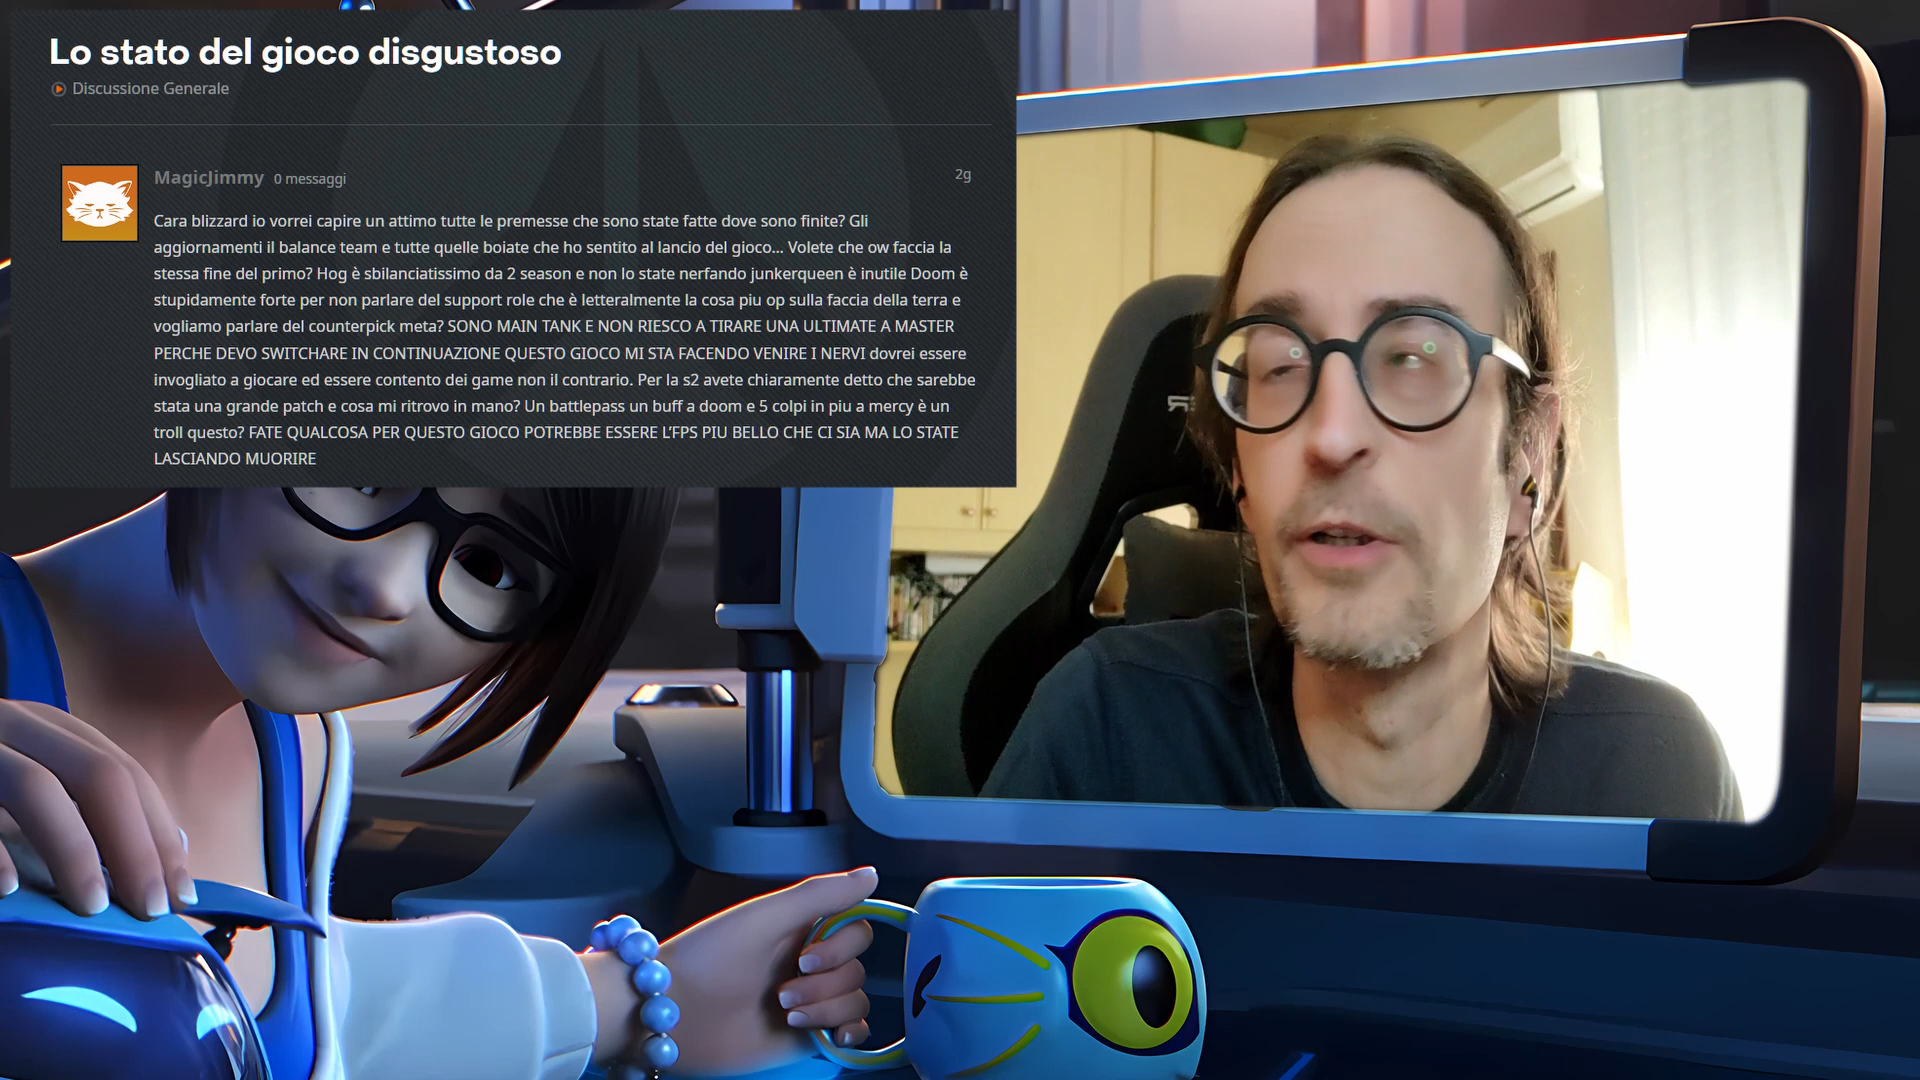 Lo stato del gioco disgustoso
Discussione Generale
MagicJimmy 0 messaggi 2g
Cara blizzard io vorrei capire un attimo tutte le premesse che sono state fatte dove sono finite? Gli
aggiornamenti il balance team e tutte quelle boiate che ho sentito al lancio del gioco... Volete che ow faccia la
stessa fine del primo? Hog è sbilanciatissimo da 2 season e non lo state nerfando junkerqueen è inutile Doom è
stupidamente forte per non parlare del support role che è letteralmente la cosa piu op sulla faccia della terra e
vogliamo parlare del counterpick meta? SONO MAIN TANK E NON RIESCO A TIRARE UNA ULTIMATE A MASTER
PERCHE DEVO SWITCHARE IN CONTINUAZIONE QUESTO GIOCO MI STA FACENDO VENIRE I NERVI dovrei essere
invogliato a giocare ed essere contento dei game non il contrario. Per la s2 avete chiaramente detto che sarebbe
stata una grande patch e cosa mi ritrovo in mano? Un battlepass un buff a doom e 5 colpi in piu a mercy è un
troll questo? FATE QUALCOSA PER QUESTO GIOCO POTREBBE ESSERE L'FPS PIU BELLO CHE CI SIA MA LO STATE
LASCIANDO MUORIRE